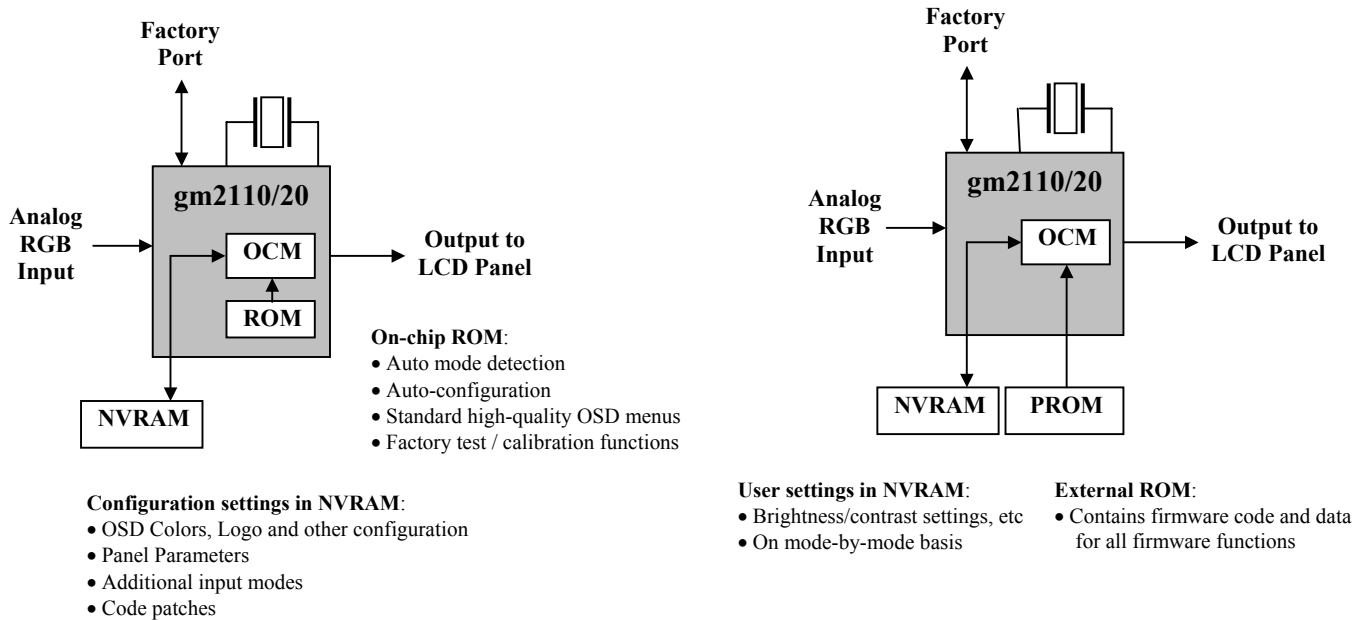 Factory
Port
gm2110/20
Analog
RGB
Input
OCM
ROM
Output to
LCD Panel
NVRAM
On-chip ROM:
• Auto mode detection
• Auto-configuration
• Standard high-quality OSD menus
• Factory test / calibration functions
Configuration settings in NVRAM:
• OSD Colors, Logo and other configuration
• Panel Parameters
• Additional input modes
• Code patches
Factory
Port
gm2110/20
Analog
RGB
Input
OCM
Output to
LCD Panel
NVRAM
PROM
User settings in NVRAM:
• Brightness/contrast settings, etc
• On mode-by-mode basis
External ROM:
• Contains firmware code and data
for all firmware functions